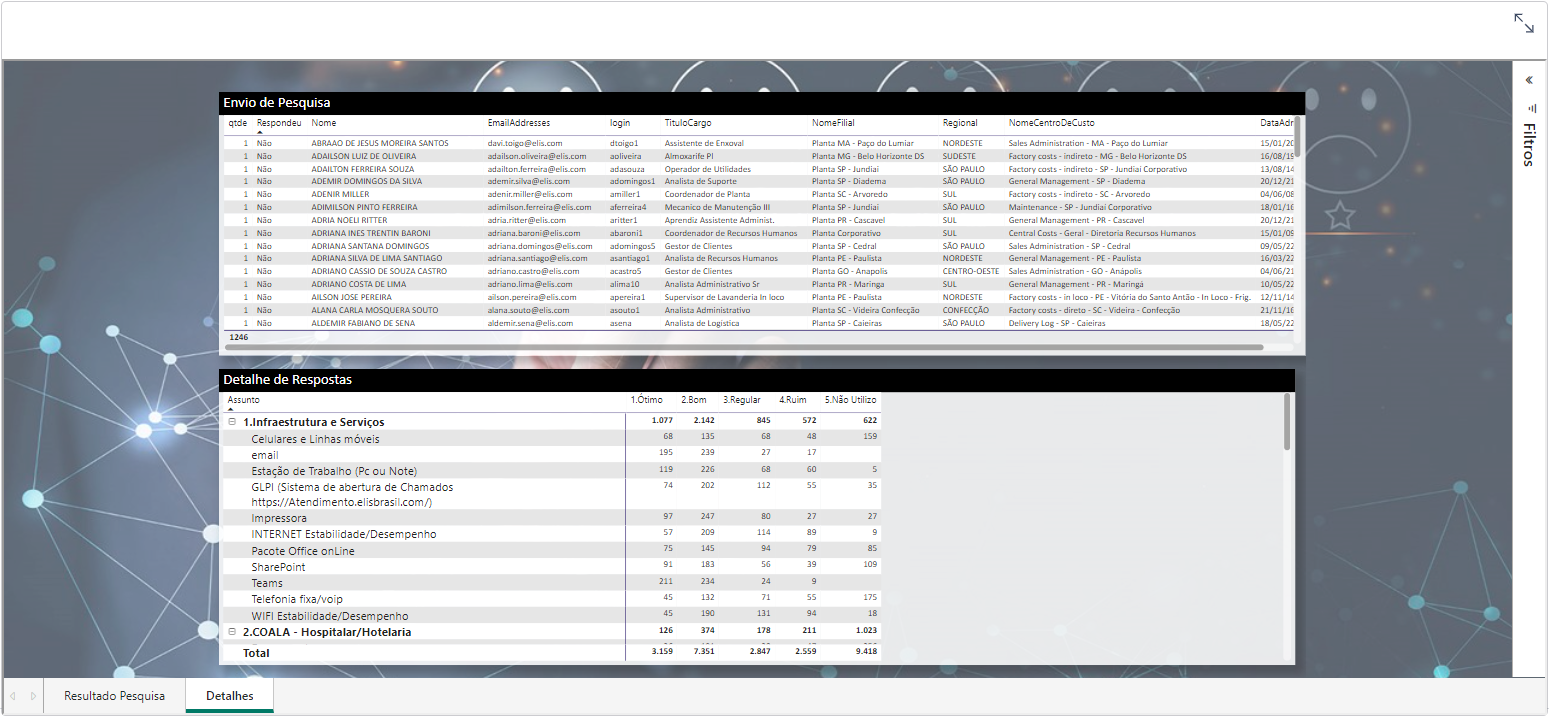 Envio de Pesquisa
qtde Respondeu Nome EmailAddresses login TituloCargo NomeFilial Regional NomeCentroDeCusto DataAdr
1 Não ABRAAO DE JESUS MOREIRA SANTOS davi.toigo@elis.com dtoigo1 Assistente de Enxoval Planta MA - Paço do Lumiar NORDESTE Sales Administration - MA - Paço do Lumiar 15/01/20
1 Não ADAILSON LUIZ DE OLIVEIRA adailson.oliveira@elis.com aoliveira Almoxarife Pl Planta MG - Belo Horizonte DS SUDESTE Factory costs - indireto - MG - Belo Horizonte DS 16/08/19
1 Não ADAILTON FERREIRA SOUZA adailton.ferreira@elis.com adasouza Operador de Utilidades Planta SP - Jundiai SÃO PAULO Factory costs - indireto - SP - Jundiaí Corporativo 13/08/14
1 Não ADEMIR DOMINGOS DA SILVA ademir.silva@elis.com adomingos1 Analista de Suporte Planta SP - Diadema SÃO PAULO General Management - SP - Diadema 20/12/21
1 Não ADENIR MILLER adenir.miller@elis.com amiller1 Coordenador de Planta Planta SC - Arvoredo SUL Factory costs - indireto - SC - Arvoredo 04/06/08
1 Não ADIMILSON PINTO FERREIRA adimilson.ferreira@elis.com aferreira4 Mecanico de Manutenção III Planta SP - Jundiai SÃO PAULO Maintenance - SP - Jundiaí Corporativo 18/01/16
1 Não ADRIA NOELI RITTER adria.ritter@elis.com aritter1 Aprendiz Assistente Administ. Planta PR - Cascavel SUL General Management - PR - Cascavel 20/12/21
1 Não ADRIANA INES TRENTIN BARONI adriana.baroni@elis.com abaroni1 Coordenador de Recursos Humanos Planta Corporativo SUL Central Costs - Geral - Diretoria Recursos Humanos 15/01/09
1 Não ADRIANA SANTANA DOMINGOS adriana.domingos@elis.com adomingos5 Gestor de Clientes Planta SP - Cedral SÃO PAULO Sales Administration - SP - Cedral 09/05/22
1 Não ADRIANA SILVA DE LIMA SANTIAGO adriana.santiago@elis.com asantiago1 Analista de Recursos Humanos Planta PE - Paulista NORDESTE General Management - PE - Paulista 16/03/22
1 Não ADRIANO CASSIO DE SOUZA CASTRO adriano.castro@elis.com acastro5 Gestor de Clientes Planta GO - Anapolis CENTRO-OESTE Sales Administration - GO - Anápolis 04/06/21
1 Não ADRIANO COSTA DE LIMA adriano.lima@elis.com alima10 Analista Administrativo Sr Planta PR - Maringa SUL General Management - PR - Maringá 10/05/22
1 Não AILSON JOSE PEREIRA ailson.pereira@elis.com apereira1 Supervisor de Lavanderia In loco Planta PE - Paulista NORDESTE Factory costs - in loco - PE - Vitória do Santo Antão - In Loco - Frig. 12/11/14
1 Não ALANA CARLA MOSQUERA SOUTO alana.souto@elis.com asouto1 Analista Administrativo Planta SC - Videira Confecção CONFECÇÃO Factory costs - direto - SC - Videira - Confecção 21/11/16
1 Não ALDEMIR FABIANO DE SENA aldemir.sena@elis.com asena Analista de Logistica Planta SP - Caieiras SÃO PAULO Delivery Log - SP - Caieiras 18/05/22
1246
Detalhe de Respostas
Assunto 1.Ótimo 2.Bom 3.Regular 4.Ruim 5.Não Utilizo
1.Infraestrutura e Serviços 1.077 2.142 845 572 622
Celulares e Linhas móveis 68 135 68 48 159
email 195 239 27 17
Estação de Trabalho (Pc ou Note) 119 226 68 60 5
GLPI (Sistema de abertura de Chamados 74 202 112 55 35
https://Atendimento.elisbrasil.com/)
Impressora 97 247 80 27 27
INTERNET Estabilidade/Desempenho 57 209 114 89 9
Pacote Office onLine 75 145 94 79 85
SharePoint 91 183 56 39 109
Teams 211 234 24 9
Telefonia fixa/voip 45 132 71 55 175
WIFI Estabilidade/Desempenho 45 190 131 94 18
2.COALA - Hospitalar/Hotelaria 126 374 178 211 1.023
Total 3.159 7.351 2.847 2.559 9.418
Filtros
Resultado Pesquisa Detalhes